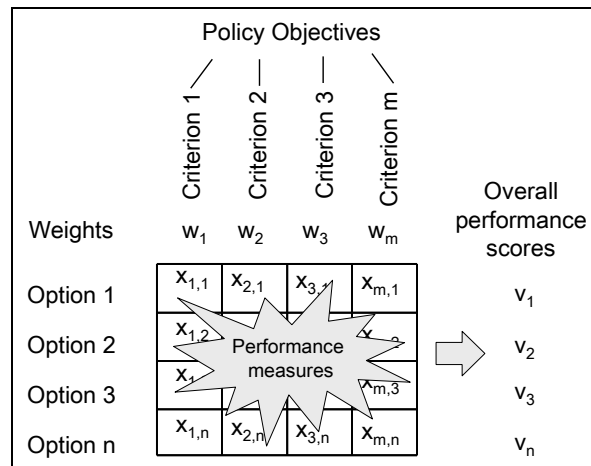 Policy Objectives
Criterion 1
Criterion 2
Criterion 3
Criterion m
Overall
performance
scores
Weights w1 w2 w3 wm
Option 1 x1,1 x2,1 x3,1 xm,1 v1
Option 2 x1,2 v2
Performance
measures
Option 3 xm,3 v3
Option n x1,n x2,n x3,n xm,n vn